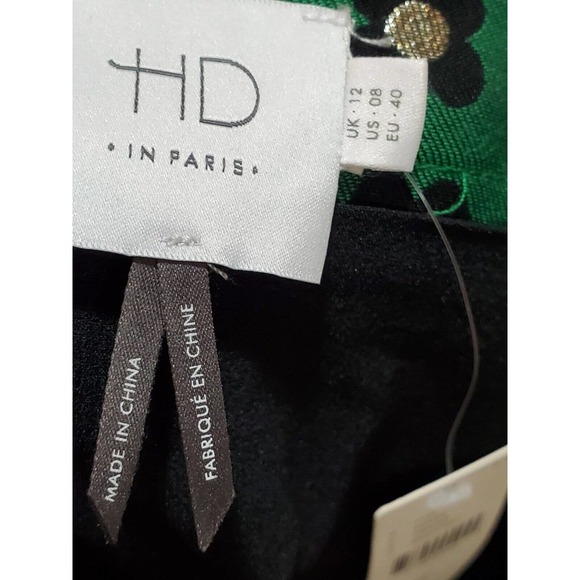 HD
• IN PARIS •
UK • 12
US • 08
EU • 40
MADE IN CHINA
FABRIQUÉ EN CHINE